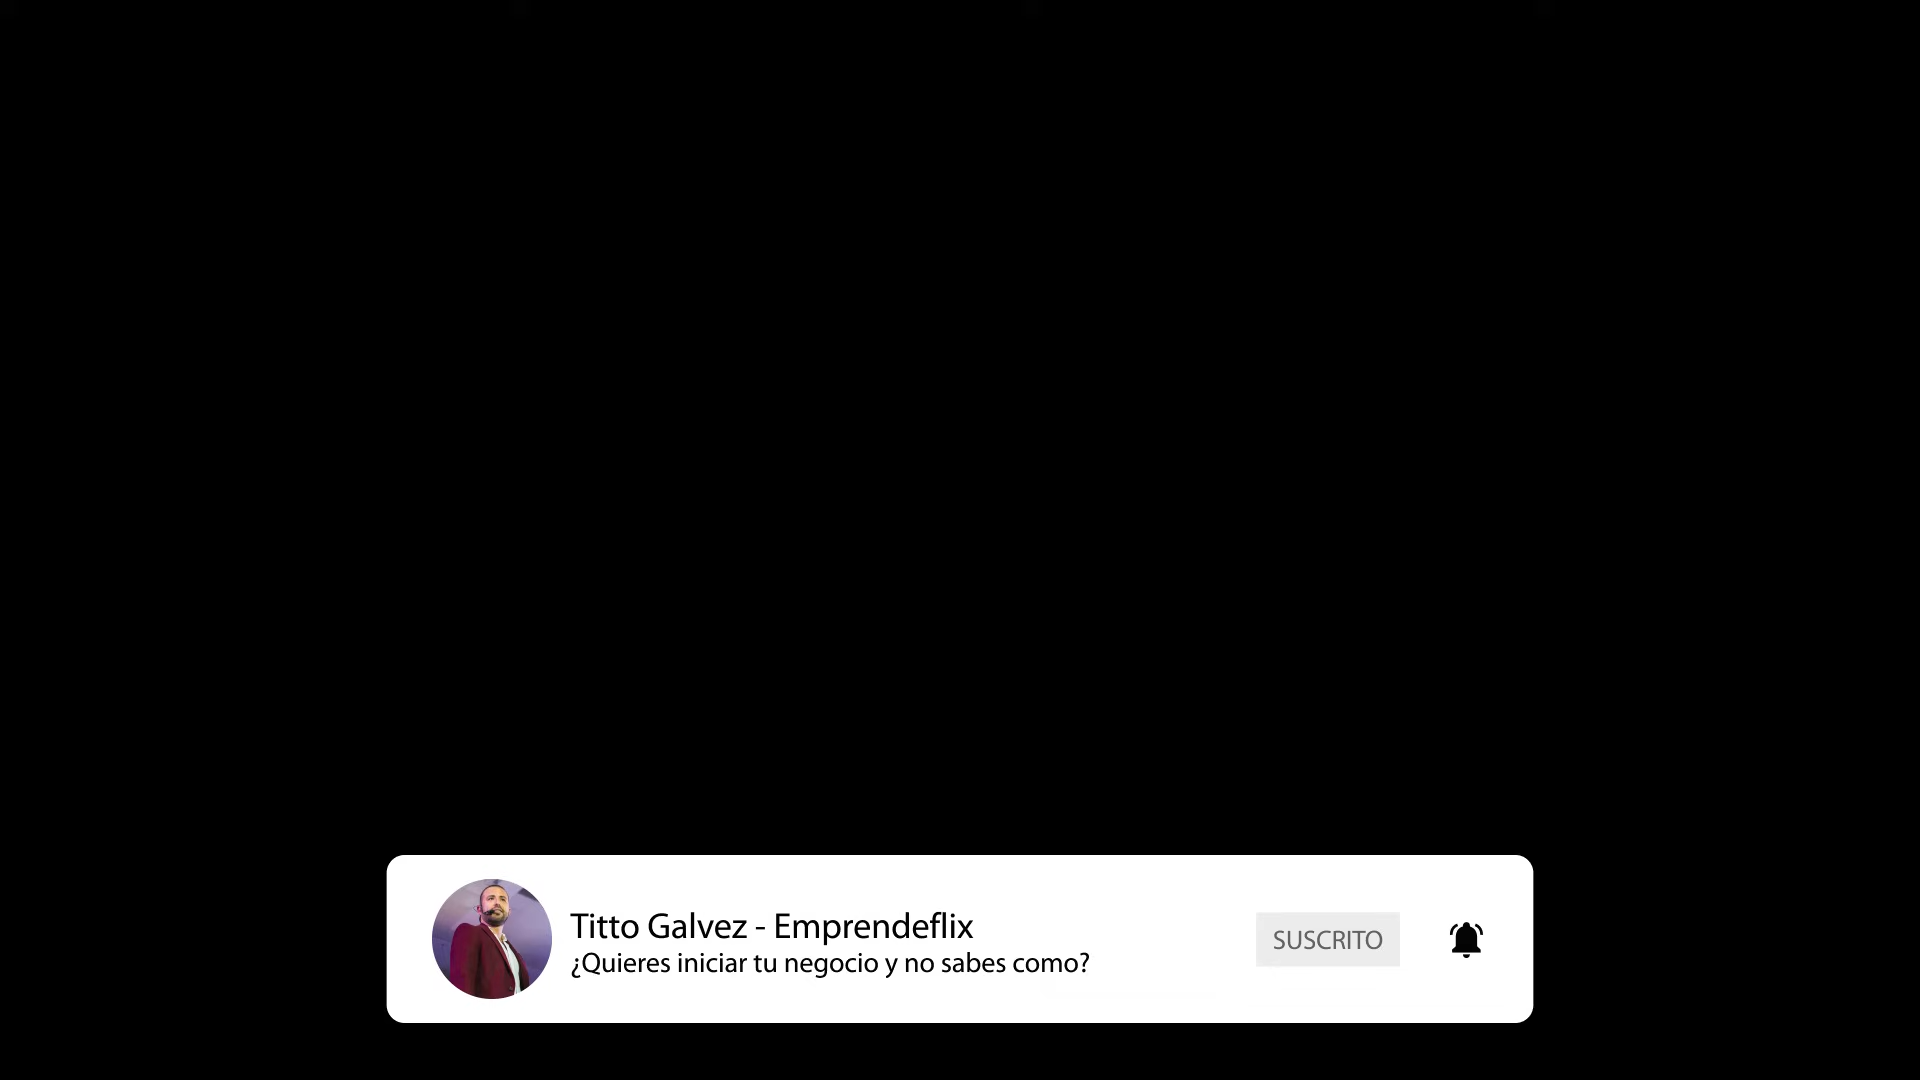 Titto Galvez - Emprendeflix
¿Quieres iniciar tu negocio y no sabes como?
SUSCRITO